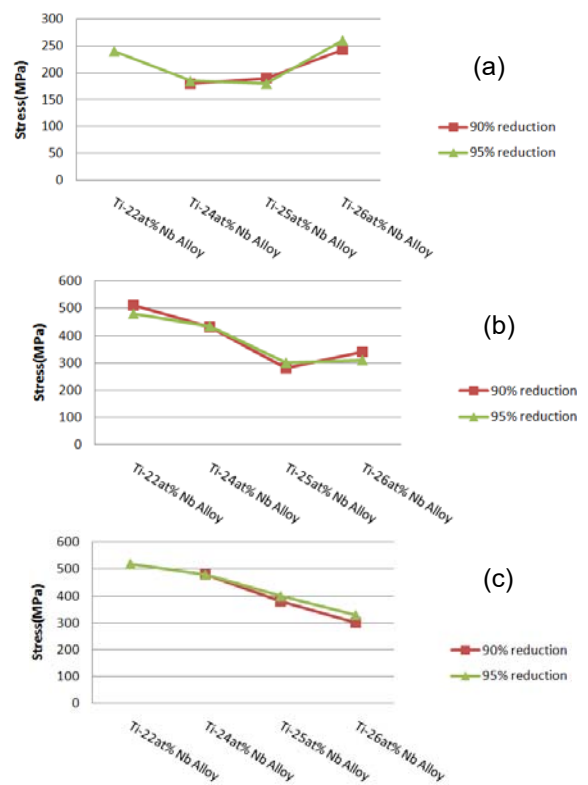 300
250
200
150
100
50
0
Stress(MPa)
Ti-22at% Nb Alloy
Ti-24at% Nb Alloy
Ti-25at% Nb Alloy
Ti-26at% Nb Alloy
(a)
90% reduction
95% reduction
600
500
400
300
200
100
0
Stress(MPa)
Ti-22at% Nb Alloy
Ti-24at% Nb Alloy
Ti-25at% Nb Alloy
Ti-26at% Nb Alloy
(b)
90% reduction
95% reduction
600
500
400
300
200
100
0
Stress(MPa)
Ti-22at% Nb Alloy
Ti-24at% Nb Alloy
Ti-25at% Nb Alloy
Ti-26at% Nb Alloy
(c)
90% reduction
95% reduction